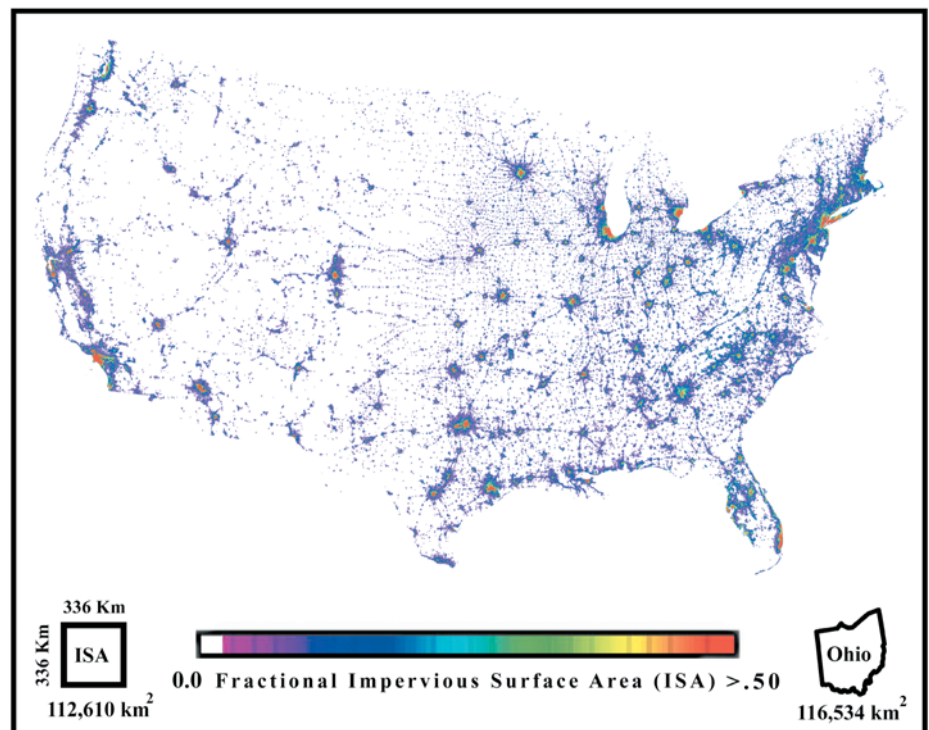 336 Km
336 Km
ISA
112,610 km²
0.0 Fractional Impervious Surface Area (ISA) >.50
Ohio
116,534 km²